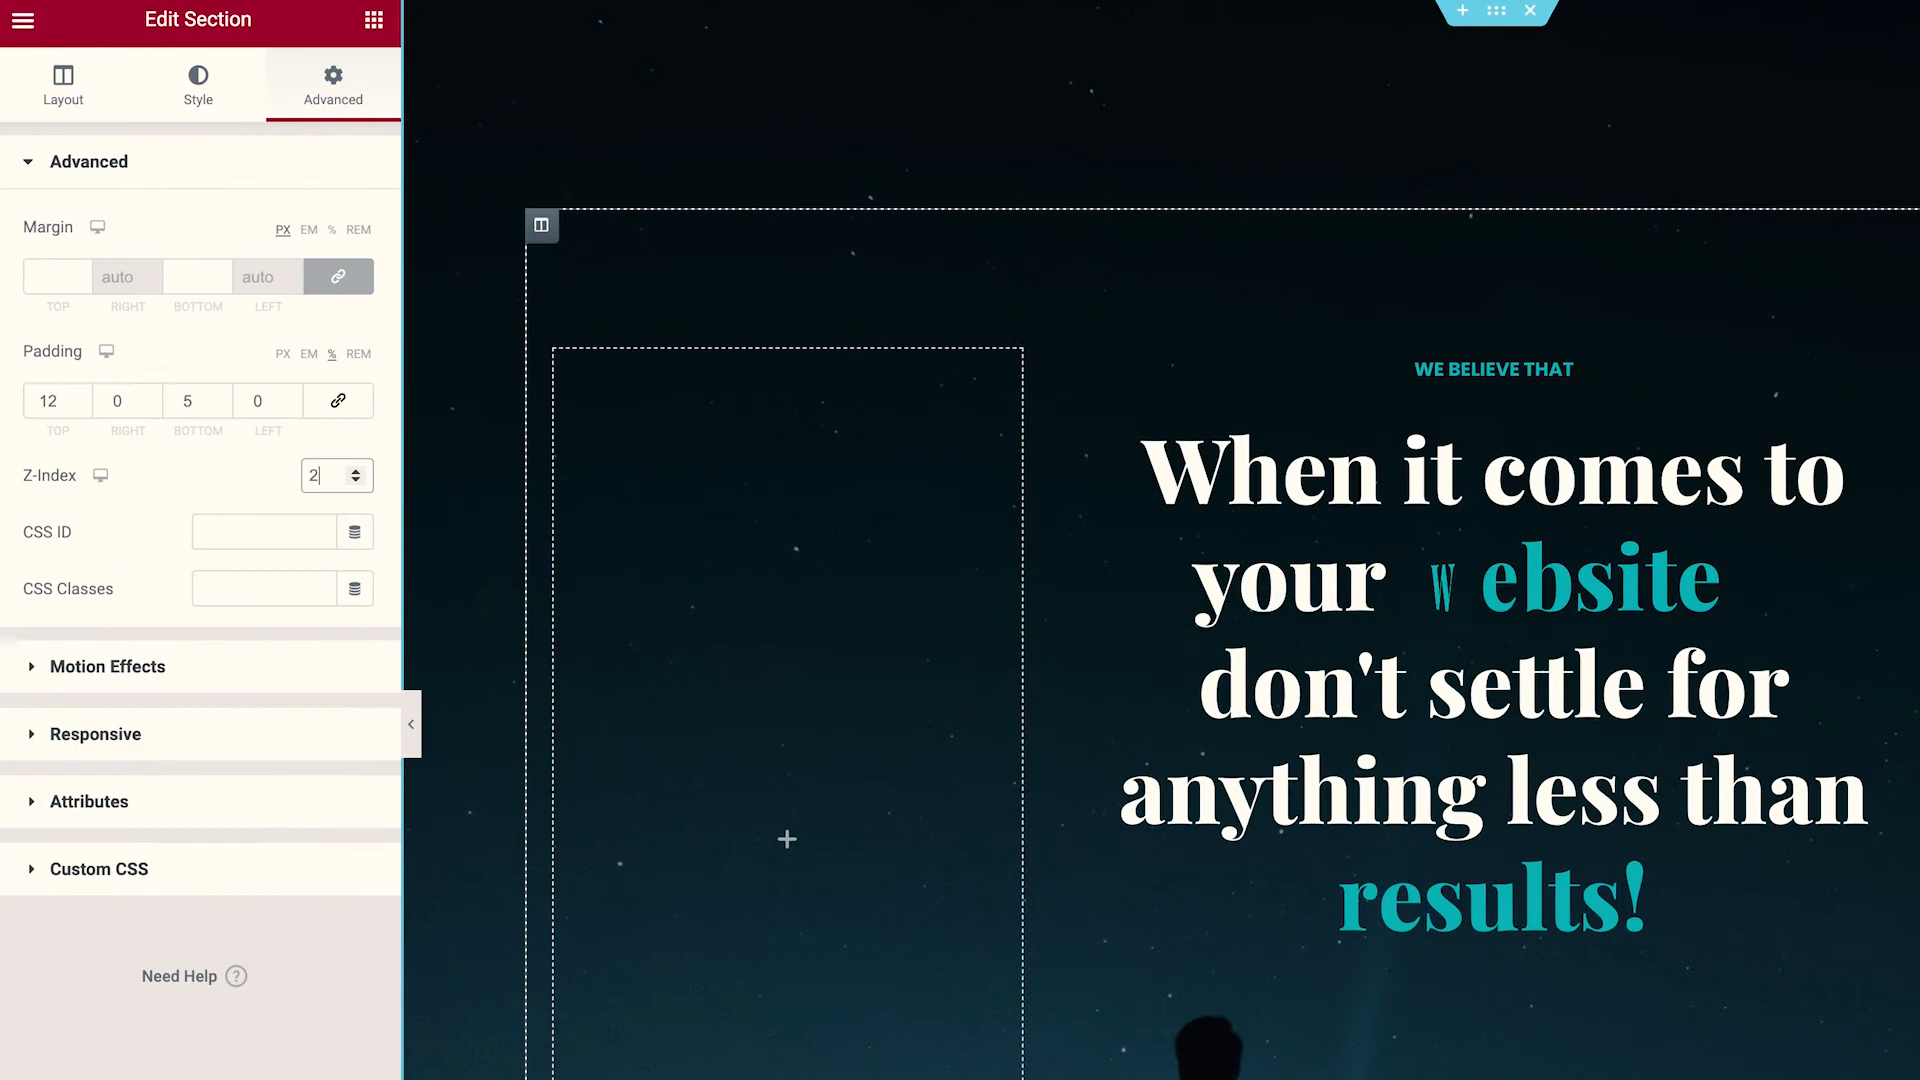 Edit Section
Layout
Style
Advanced
Advanced
Margin
PX EM % REM
auto auto
TOP RIGHT BOTTOM LEFT
Padding
PX EM % REM
12 0 5 0
TOP RIGHT BOTTOM LEFT
Z-Index
2
CSS ID
CSS Classes
Motion Effects
Responsive
Attributes
Custom CSS
Need Help ?
WE BELIEVE THAT
When it comes to
your website
don't settle for
anything less than
results!